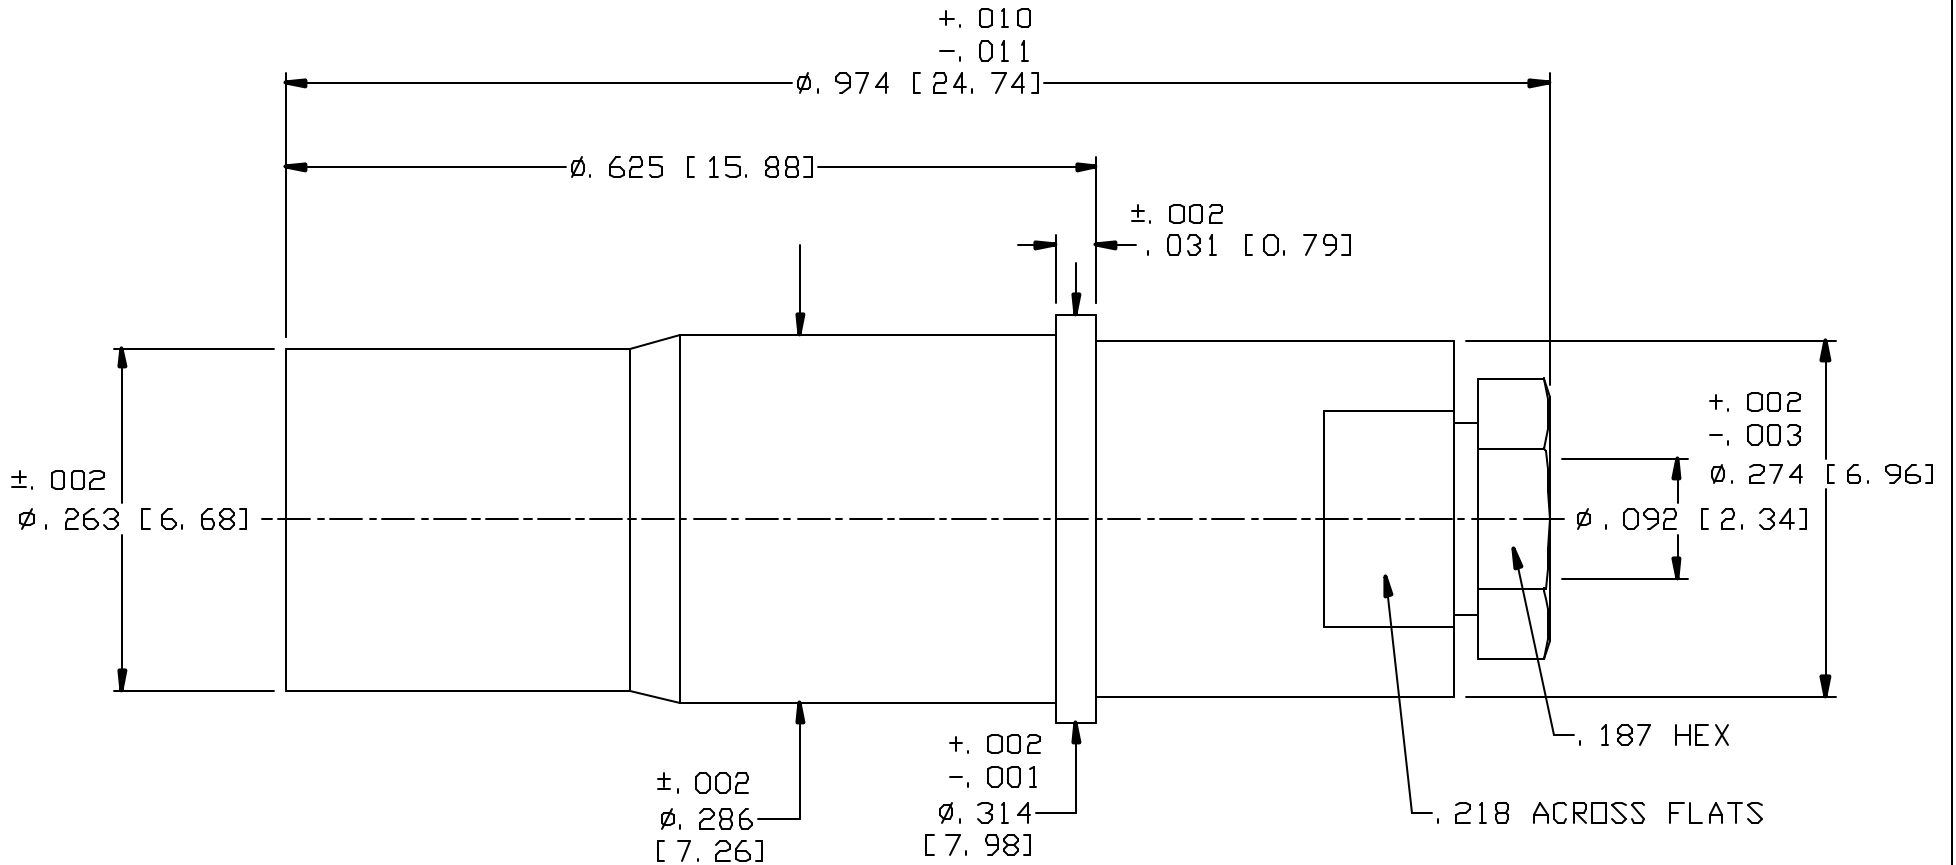 +.010
-.011
Ø.974 [24.74]
Ø.625 [15.88]
±.002
.031 [0.79]
+.002
-.003
Ø.274 [6.96]
±.002
Ø.263 [6.68]
Ø.092 [2.34]
.187 HEX
+.002
-.001
Ø.314
[7.98]
±.002
Ø.286
[7.26]
.218 ACROSS FLATS